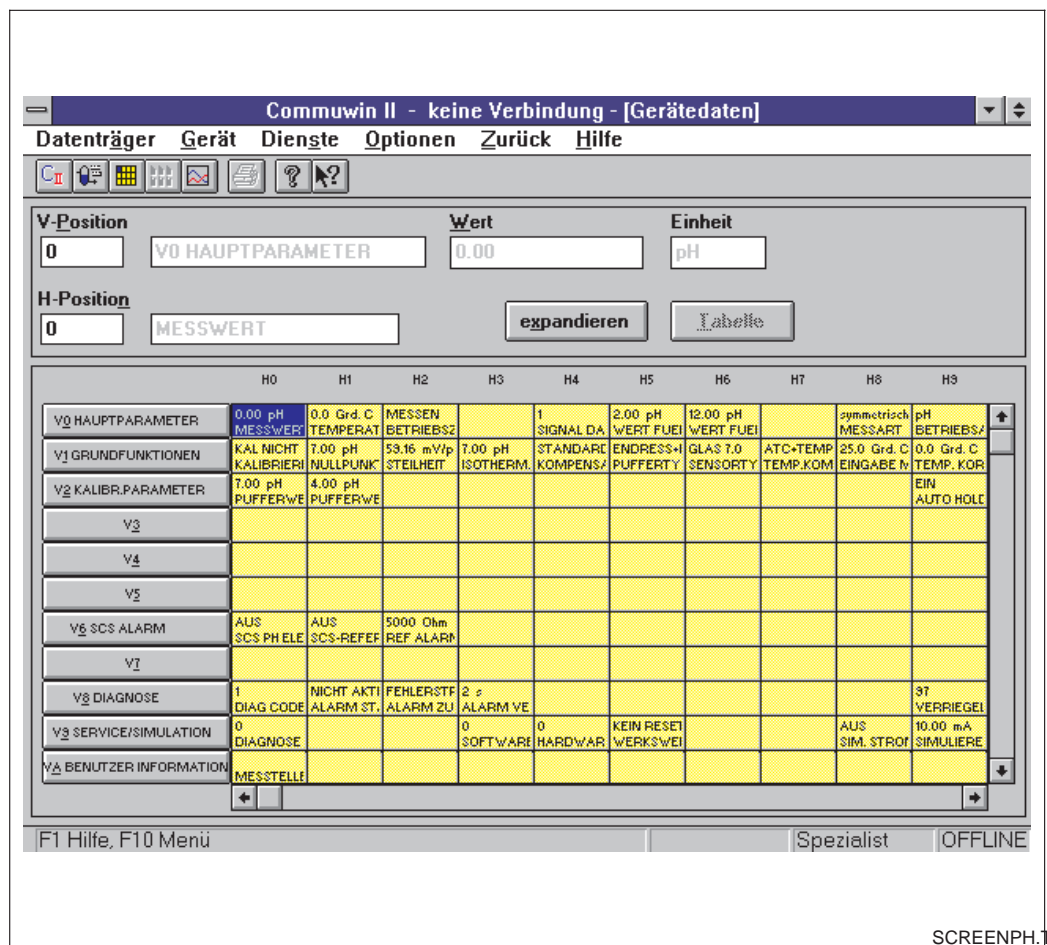 Commuwin II - keine Verbindung - [Gerätedaten]
Datenträger Gerät Dienste Optionen Zurück Hilfe
V-Position Wert Einheit
0 V0 HAUPTPARAMETER 0.00 pH
H-Position
0 MESSWERT expandieren Tabelle
H0 H1 H2 H3 H4 H5 H6 H7 H8 H9
V0 HAUPTPARAMETER 0.00 pH 0.0 Grd. C MESSEN 1 2.00 pH 12.00 pH symmetrisch pH
MESSWERT TEMPERAT BETRIEBSZ SIGNAL DA WERT FUEI WERT FUEI MESSART BETRIEBSA
V1 GRUNDFUNKTIONEN KAL NICHT 7.00 pH 59.16 mV/p 7.00 pH STANDARD ENDRESS+ GLAS 7.0 ATC+TEMP 25.0 Grd. C 0.0 Grd. C
KALIBRIERI NULLPUNK STEILHEIT ISOTHERM. KOMPENSA PUFFERTY SENSORTY TEMP.KOM EINGABE TEMP. KOR
V2 KALIBR.PARAMETER 7.00 pH 4.00 pH EIN
PUFFERWE PUFFERWE AUTO HOLD
V3
V4
V5
V6 SCS ALARM AUS AUS 5000 Ohm
SCS PH ELE SCS-REFER REF ALARM
V7
V8 DIAGNOSE 1 NICHT AKTI FEHLERSTR 2 s 97
DIAG CODE ALARM ST. ALARM ZU ALARM VE VERRIEGEL
V9 SERVICE/SIMULATION 0 0 0 KEIN RESET AUS 10.00 mA
DIAGNOSE SOFTWARE HARDWAR WERKSWEI SIM. STROM SIMULIERE
VA BENUTZER INFORMATION
MESSTELLE
F1 Hilfe, F10 Menü Spezialist OFFLINE
SCREENPH.T